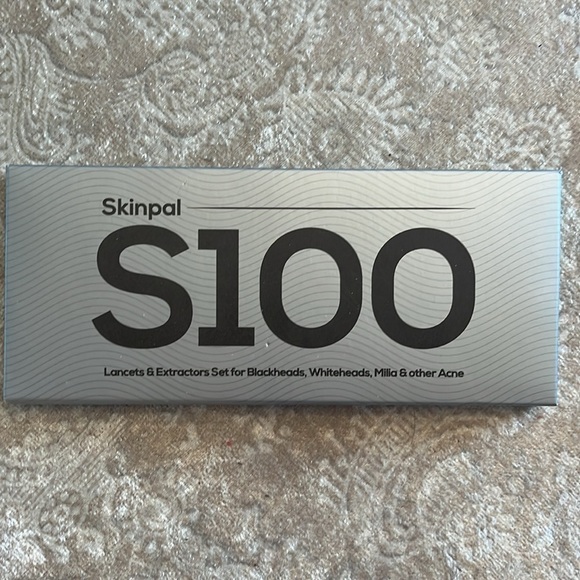 Skinpal
S100
Lancets & Extractors Set for Blackheads, Whiteheads, Milia & other Acne